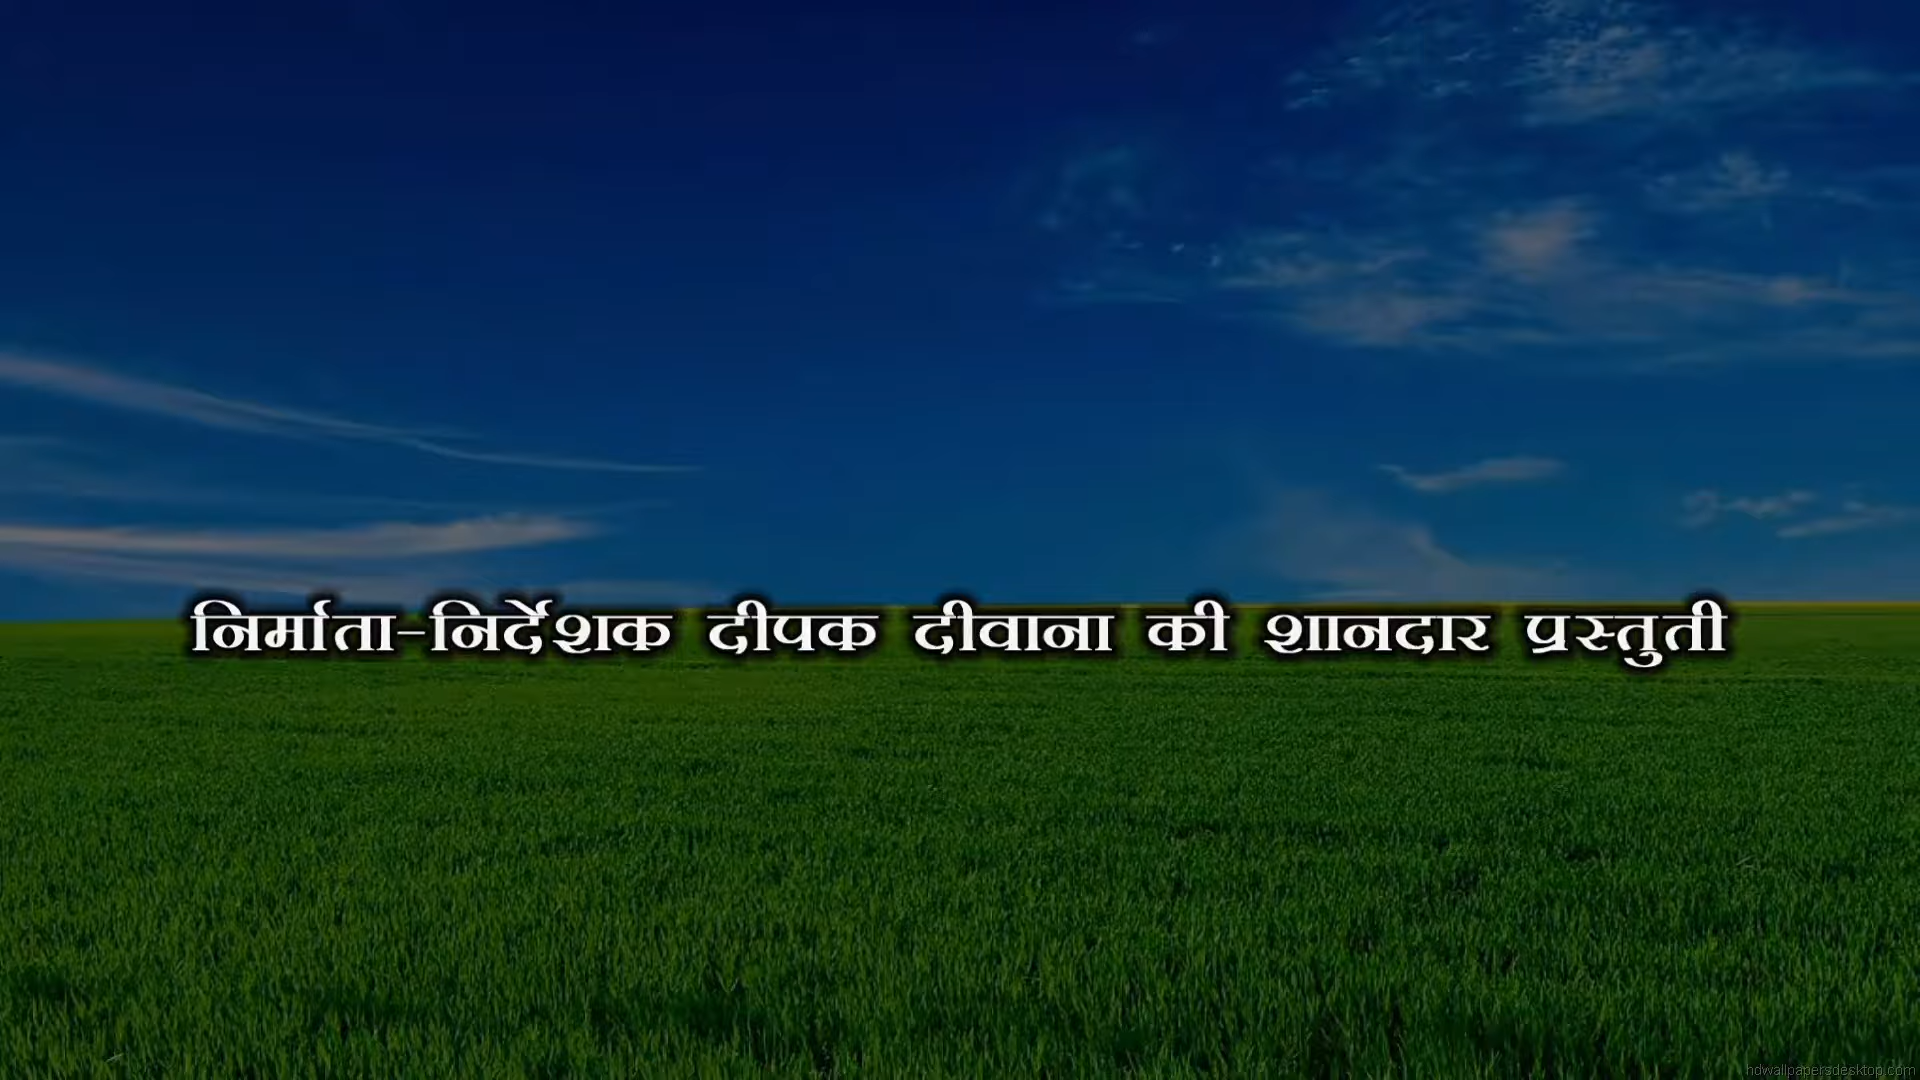 निर्माता-निर्देशक दीपक दीवाना की शानदार प्रस्तुती
hdwallpapersdesktop.com